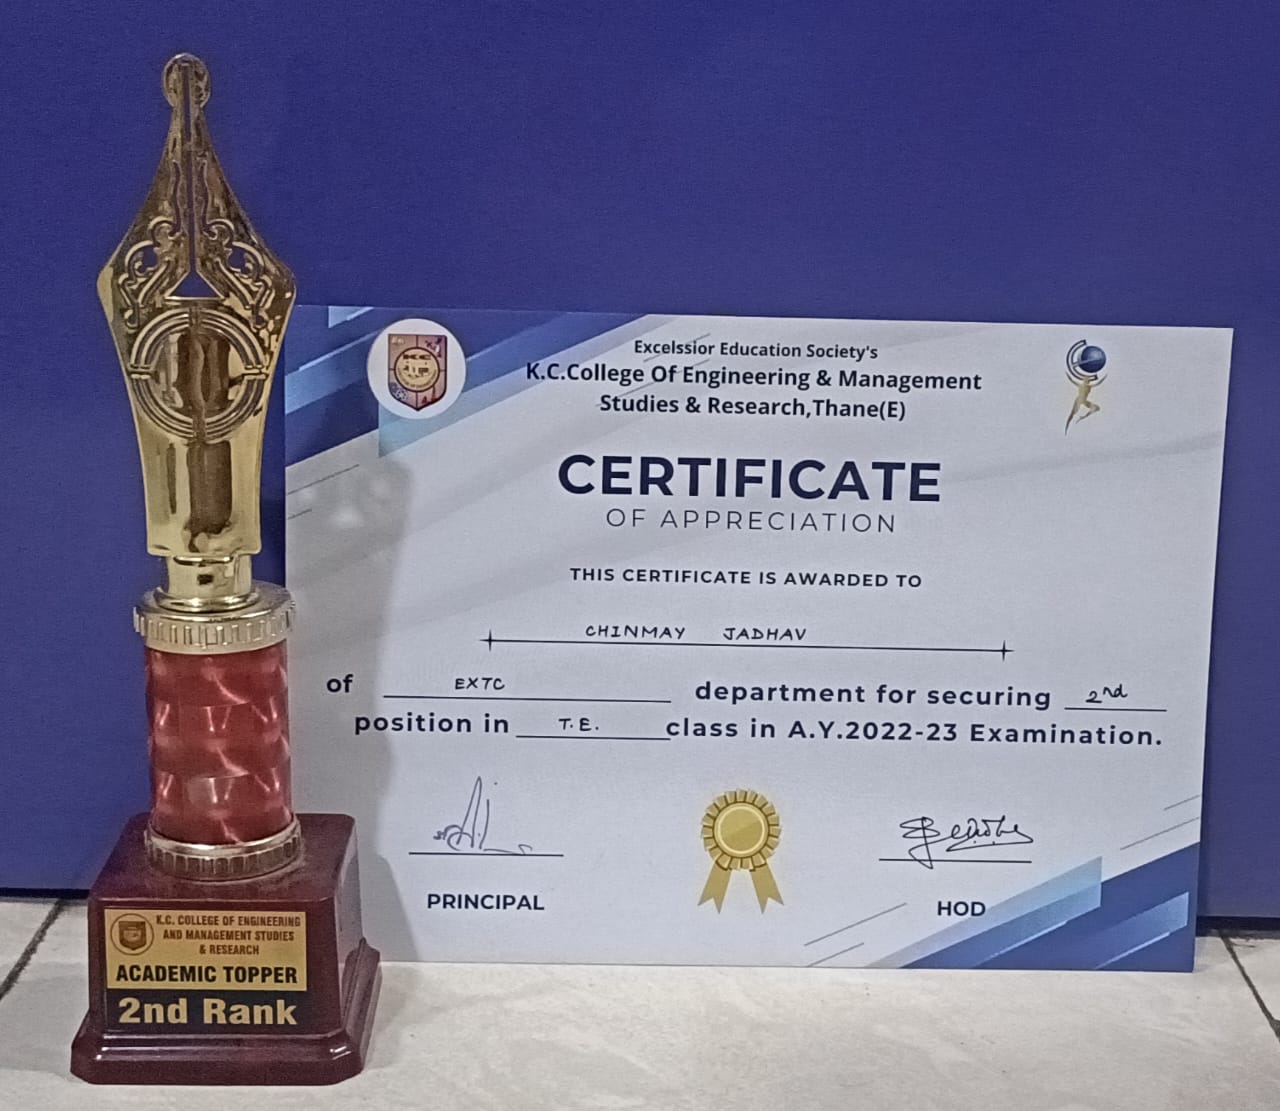 Excelssior Education Society's
K.C.College Of Engineering & Management
Studies & Research,Thane(E)
CERTIFICATE
OF APPRECIATION
THIS CERTIFICATE IS AWARDED TO
CHINMAY JADHAV
of EXTC department for securing 2nd
position in T.E. class in A.Y.2022-23 Examination.
PRINCIPAL
HOD
K.C. COLLEGE OF ENGINEERING
AND MANAGEMENT STUDIES
& RESEARCH
ACADEMIC TOPPER
2nd Rank